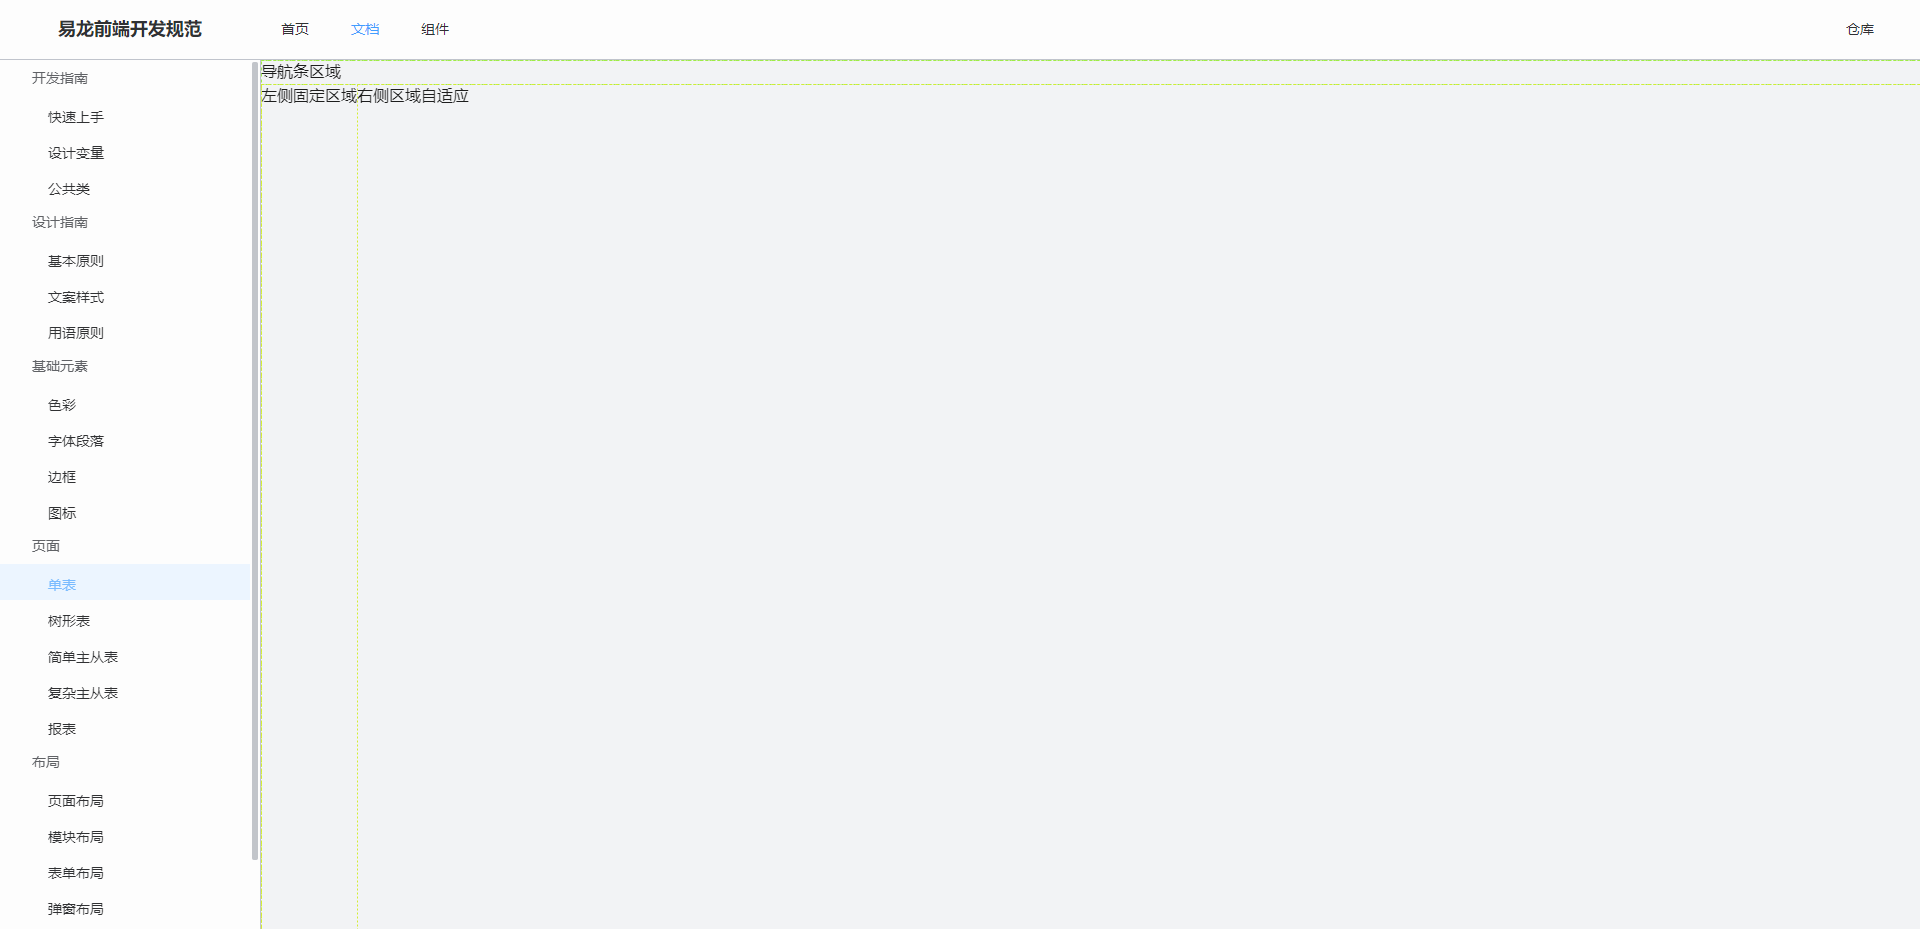 易龙前端开发规范
首页 文档 组件
仓库
开发指南
快速上手
设计变量
公共类
设计指南
基本原则
文案样式
用语原则
基础元素
色彩
字体段落
边框
图标
页面
单表
树形表
简单主从表
复杂主从表
报表
布局
页面布局
模块布局
表单布局
弹窗布局
导航条区域
左侧固定区域右侧区域自适应